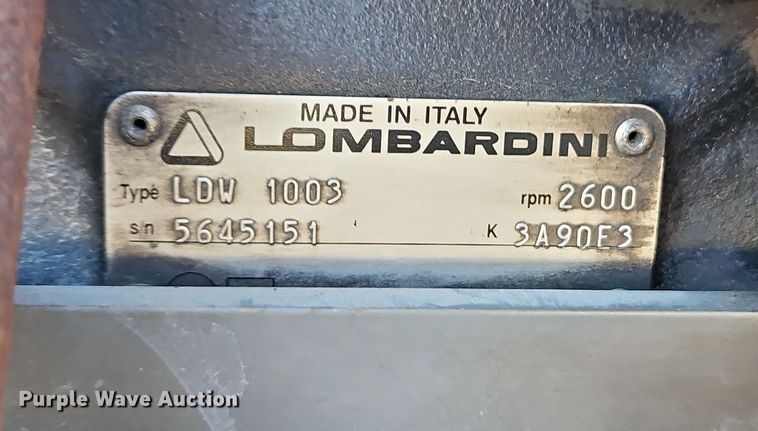 MADE IN ITALY
LOMBARDINI
Type LDW 1003 rpm 2600
s/n 5645151 K 3A90E3
Purple Wave Auction